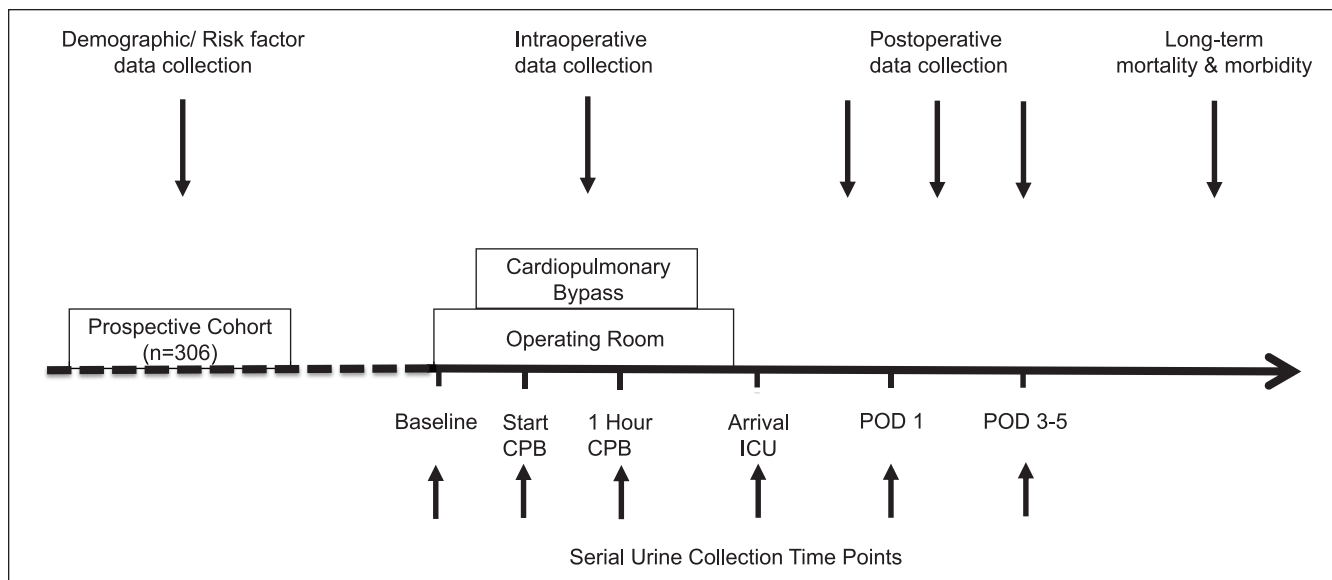 Demographic/ Risk factor
data collection
Intraoperative
data collection
Postoperative
data collection
Long-term
mortality & morbidity
Cardiopulmonary
Bypass
Prospective Cohort
(n=306)
Operating Room
Baseline
Start
CPB
1 Hour
CPB
Arrival
ICU
POD 1
POD 3-5
Serial Urine Collection Time Points